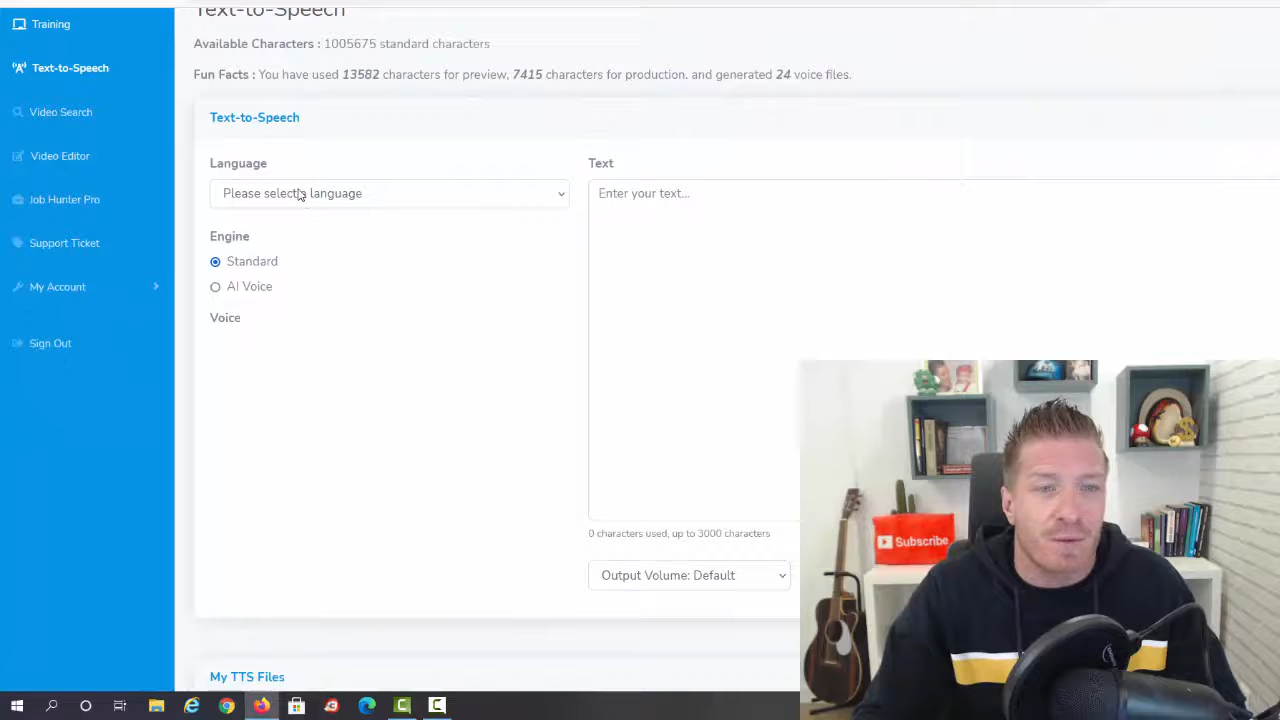 Text-to-Speech
Training
Available Characters : 1005675 standard characters
Text-to-Speech
Fun Facts : You have used 13582 characters for preview, 7415 characters for production, and generated 24 voice files.
Video Search
Text-to-Speech
Video Editor
Language
Text
Please select language
Enter your text...
Job Hunter Pro
Engine
Support Ticket
Standard
My Account
AI Voice
Voice
Sign Out
0 characters used, up to 3000 characters
Subscribe
Output Volume: Default
My TTS Files